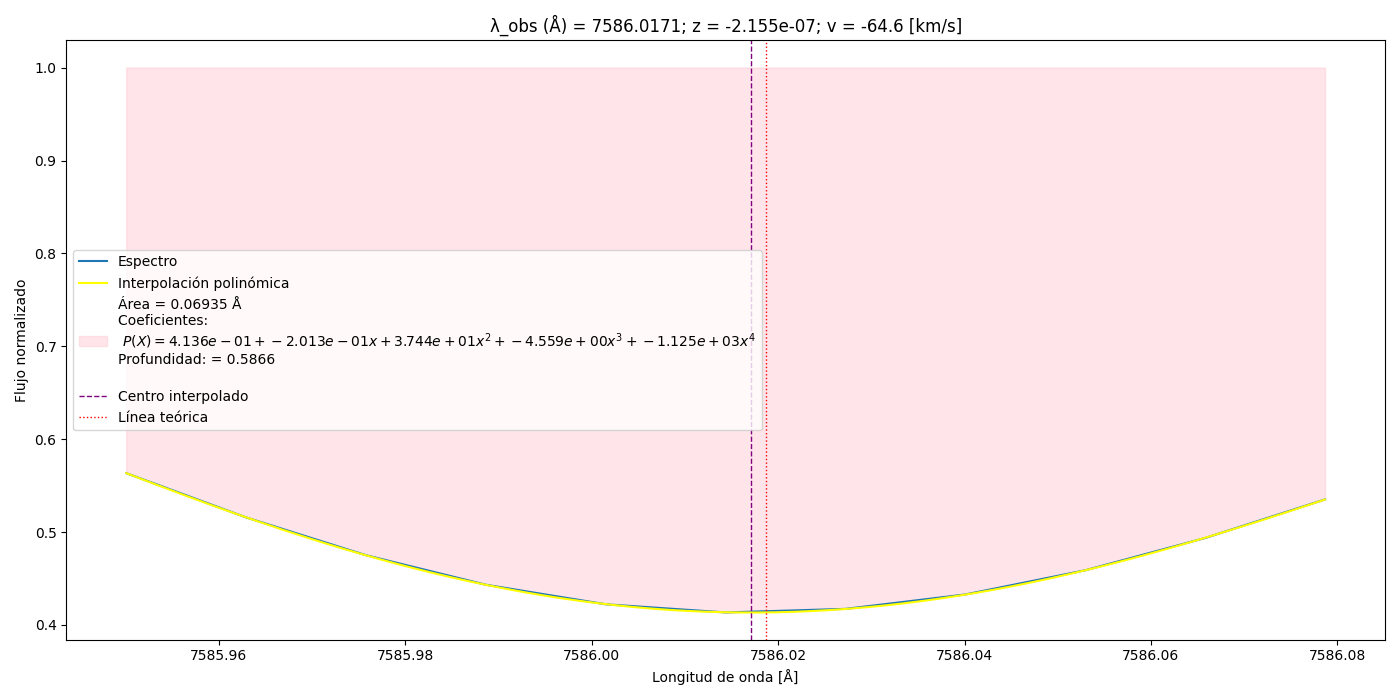 λ_obs (Å) = 7586.0171; z = -2.155e-07; v = -64.6 [km/s]
Flujo normalizado
1.0
0.9
0.8
0.7
0.6
0.5
0.4
Espectro
Interpolación polinómica
Área = 0.06935 Å
Coeficientes:
P(X) = 4.136e − 01 + −2.013e − 01x + 3.744e + 01x² + −4.559e + 00x³ + −1.125e + 03x⁴
Profundidad: = 0.5866
Centro interpolado
Línea teórica
7585.96 7585.98 7586.00 7586.02 7586.04 7586.06 7586.08
Longitud de onda [Å]